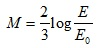 M = 2/3 log E/E₀